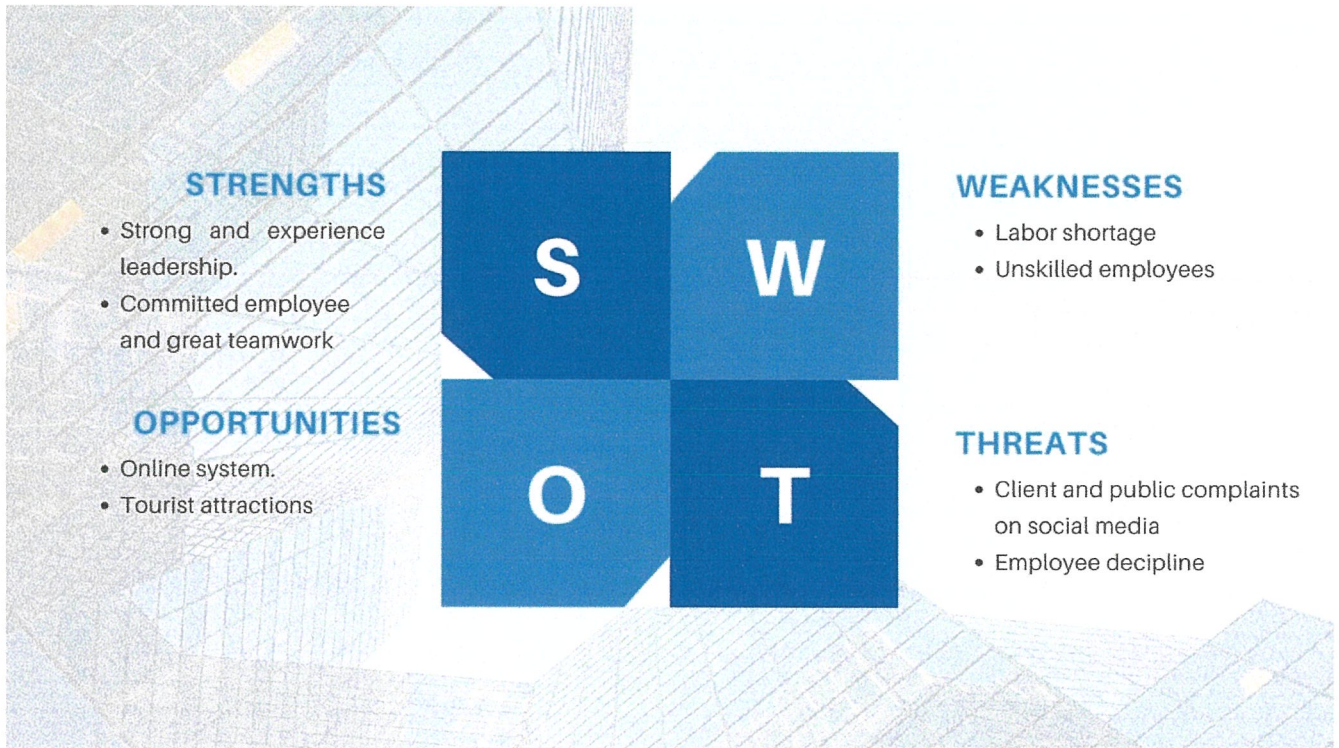 STRENGTHS
• Strong and experience
leadership.
• Committed employee
and great teamwork
S
W
WEAKNESSES
• Labor shortage
• Unskilled employees
OPPORTUNITIES
• Online system.
• Tourist attractions
O
T
THREATS
• Client and public complaints
on social media
• Employee decipline